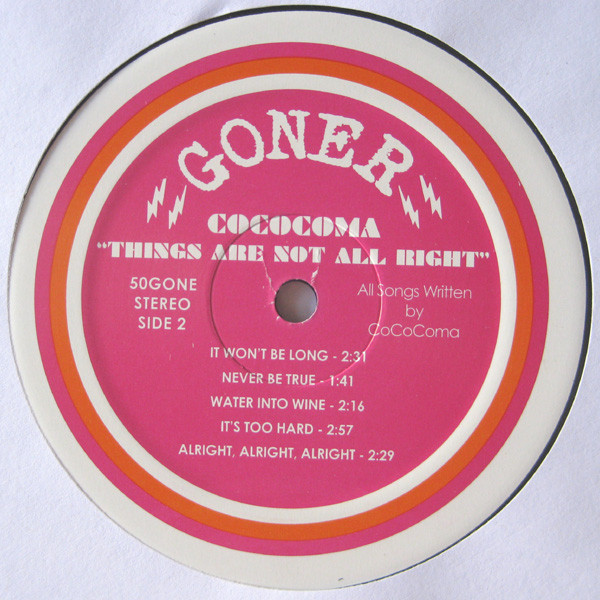 GONER
COCOCOMA
"THINGS ARE NOT ALL RIGHT"
50GONE
STEREO
SIDE 2
All Songs Written
by
CoCoComa
IT WON'T BE LONG - 2:31
NEVER BE TRUE - 1:41
WATER INTO WINE - 2:16
IT'S TOO HARD - 2:57
ALRIGHT, ALRIGHT, ALRIGHT - 2:29